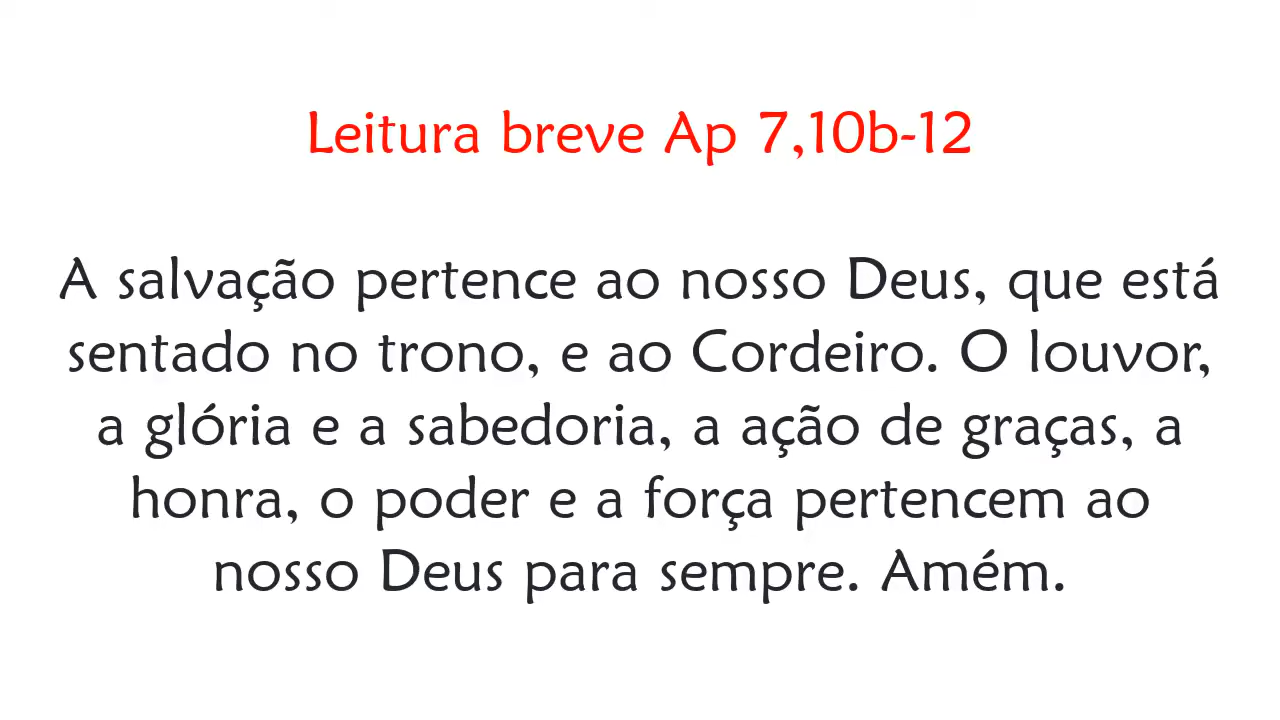 Leitura breve Ap 7,10b-12
A salvação pertence ao nosso Deus, que está
sentado no trono, e ao Cordeiro. O louvor,
a glória e a sabedoria, a ação de graças, a
honra, o poder e a força pertencem ao
nosso Deus para sempre. Amém.